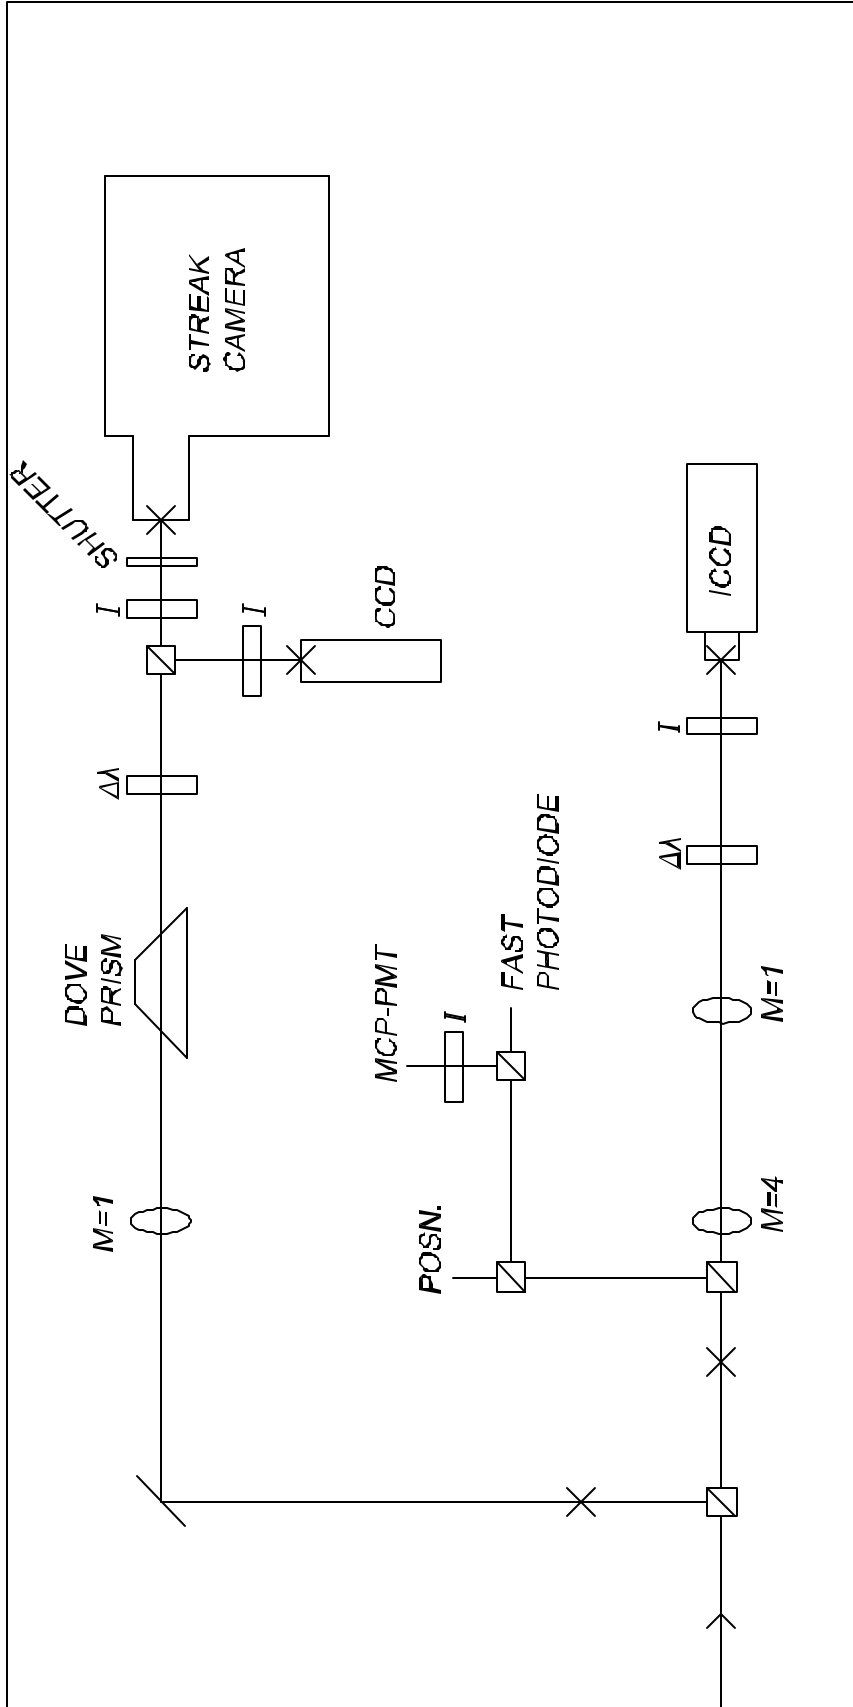 SHUTTER
STREAK
CAMERA
I
I
CCD
Δλ
DOVE
PRISM
M=1
MCP-PMT
I
FAST
PHOTODIODE
POSN.
ICCD
I
Δλ
M=1
M=4